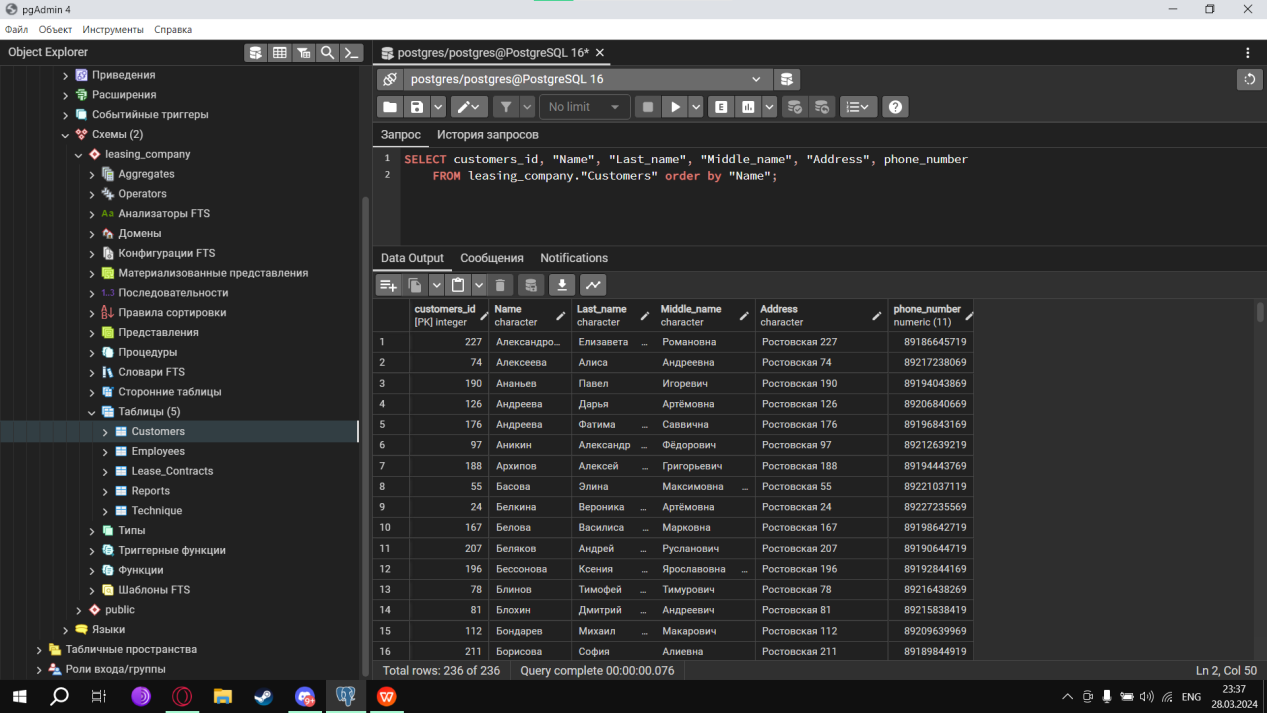 pgAdmin 4
Файл Объект Инструменты Справка
Object Explorer
Приведения
Расширения
Событийные триггеры
Схемы (2)
leasing_company
Aggregates
Operators
Aa Анализаторы FTS
Домены
Конфигурации FTS
Материализованные представления
1..3 Последовательности
Правила сортировки
Представления
Процедуры
Словари FTS
Сторонние таблицы
Таблицы (5)
Customers
Employees
Lease_Contracts
Reports
Technique
Типы
Триггерные функции
Функции
Шаблоны FTS
public
Языки
Табличные пространства
Роли входа/группы
postgres/postgres@PostgreSQL 16*
postgres/postgres@PostgreSQL 16
No limit
E
Запрос История запросов
1 SELECT customers_id, "Name", "Last_name", "Middle_name", "Address", phone_number
2 FROM leasing_company."Customers" order by "Name";
Data Output Сообщения Notifications
customers_id Name Last_name Middle_name Address phone_number
[PK] integer character character character character numeric (11)
1 227 Александро... Елизавета ... Романовна Ростовская 227 89186645719
2 74 Алексеева Алиса Андреевна Ростовская 74 89217238069
3 190 Ананьев Павел Игоревич Ростовская 190 89194043869
4 126 Андреева Дарья Артёмовна Ростовская 126 89206840669
5 176 Андреева Фатима ... Саввична Ростовская 176 89196843169
6 97 Аникин Александр ... Фёдорович Ростовская 97 89212639219
7 188 Архипов Алексей ... Григорьевич Ростовская 188 89194443769
8 55 Басова Элина Максимовна ... Ростовская 55 89221037119
9 24 Белкина Вероника ... Артёмовна Ростовская 24 89227235569
10 167 Белова Василиса ... Марковна Ростовская 167 89198642719
11 207 Беляков Андрей ... Русланович Ростовская 207 89190644719
12 196 Бессонова Ксения ... Ярославовна ... Ростовская 196 89192844169
13 78 Блинов Тимофей ... Тимурович Ростовская 78 89216438269
14 81 Блохин Дмитрий ... Андреевич Ростовская 81 89215838419
15 112 Бондарев Михаил ... Макарович Ростовская 112 89209639969
16 211 Борисова София Алиевна Ростовская 211 89189844919
Total rows: 236 of 236 Query complete 00:00:00.076 Ln 2, Col 50
9+ ENG 23:37
28.03.2024